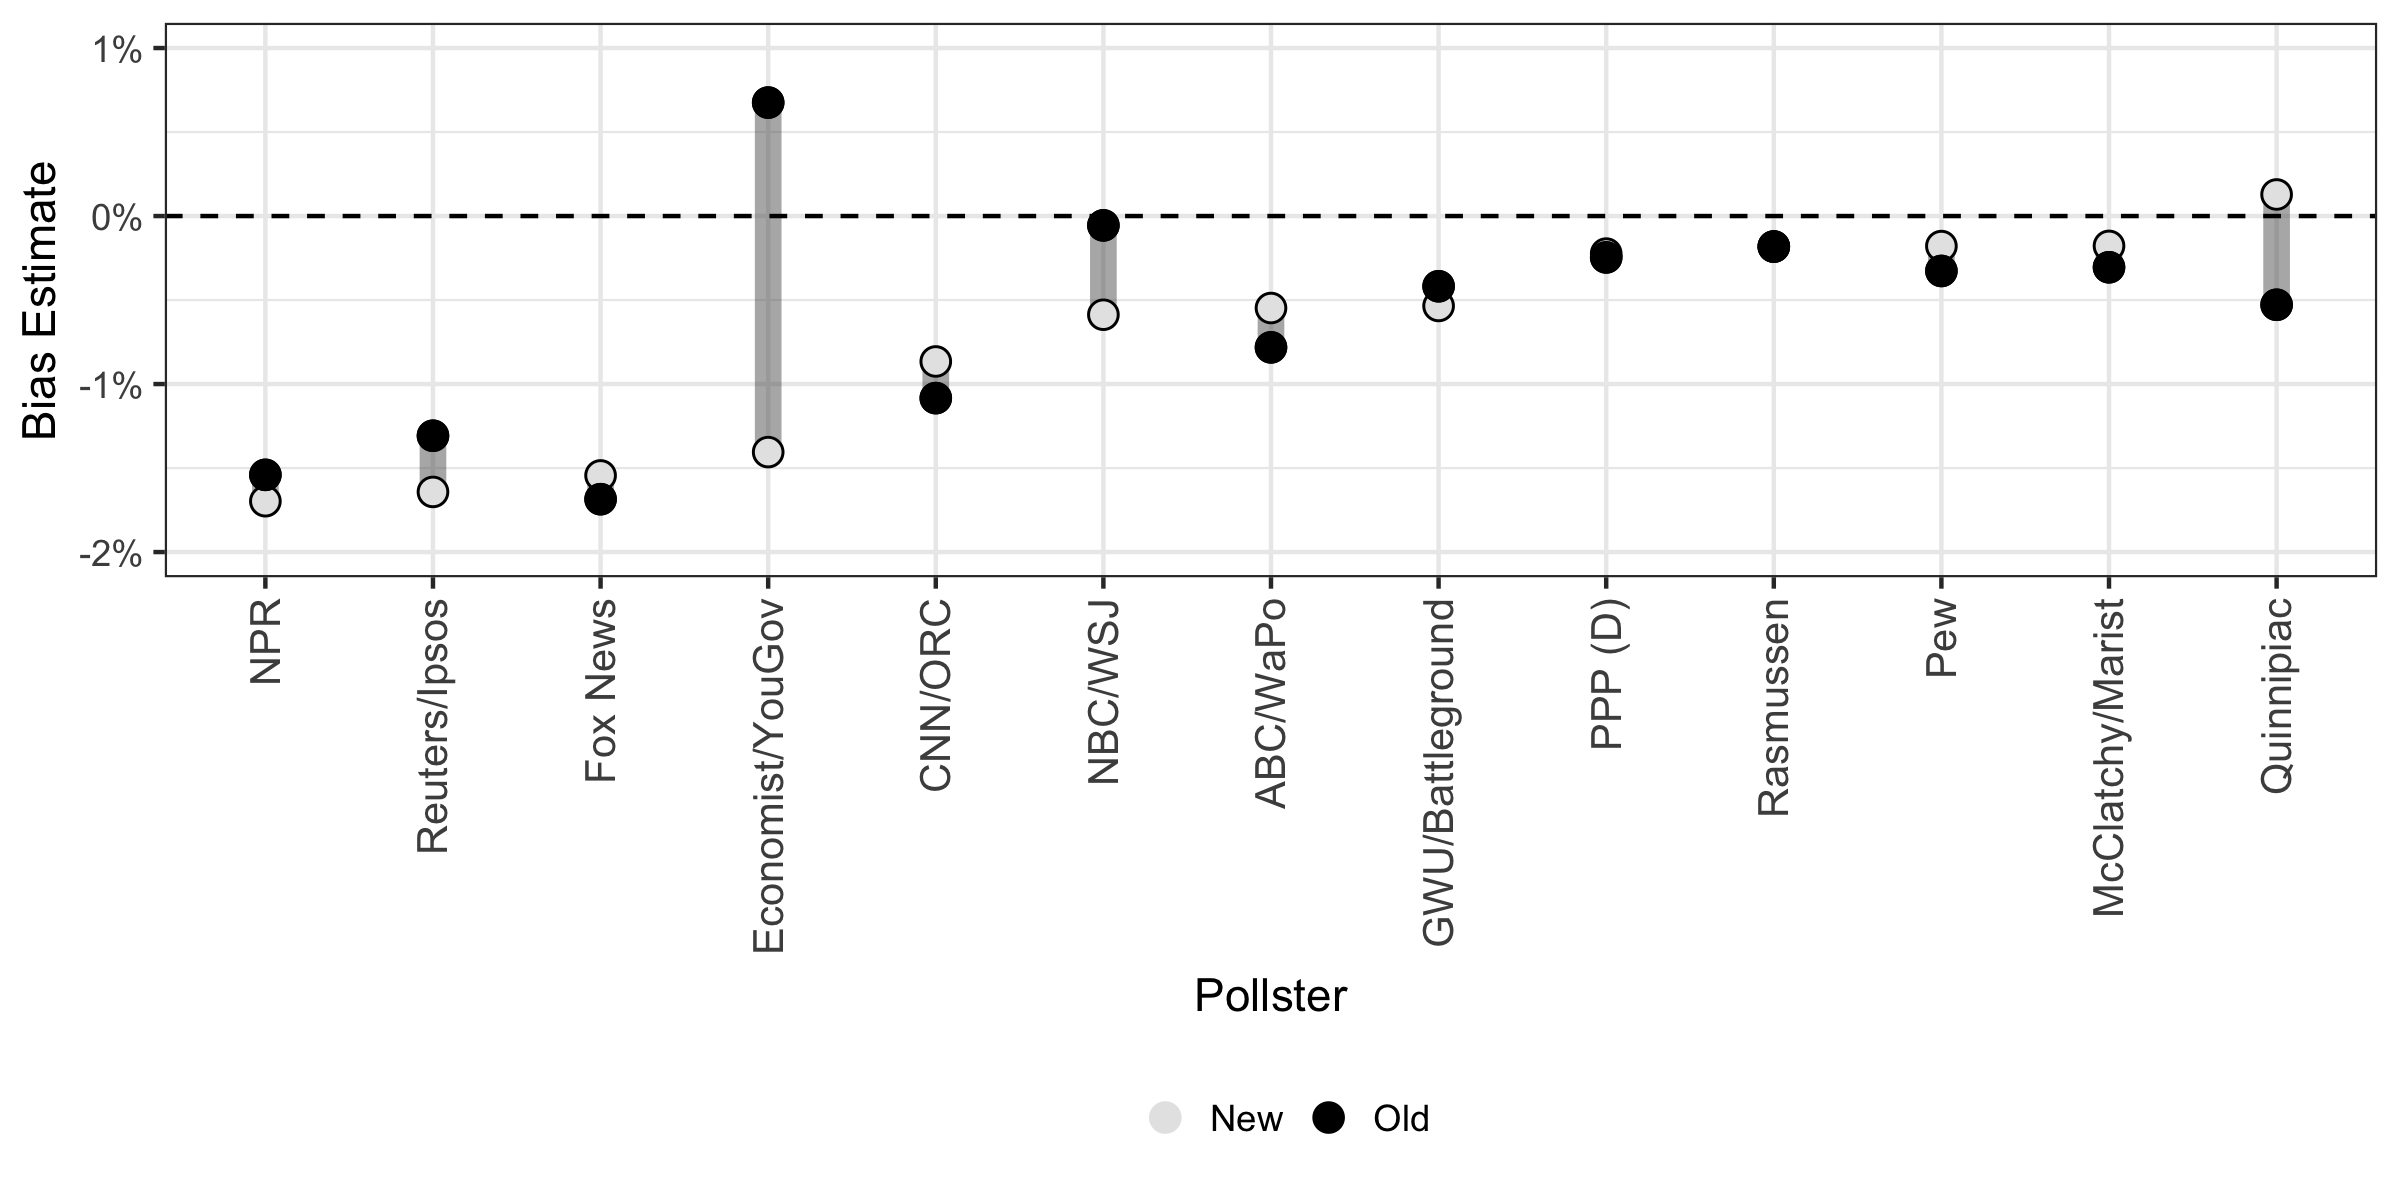 Bias Estimate
1%
0%
-1%
-2%
NPR
Reuters/Ipsos
Fox News
Economist/YouGov
CNN/ORC
NBC/WSJ
ABC/WaPo
GWU/Battleground
PPP (D)
Rasmussen
Pew
McClatchy/Marist
Quinnipiac
Pollster
New Old